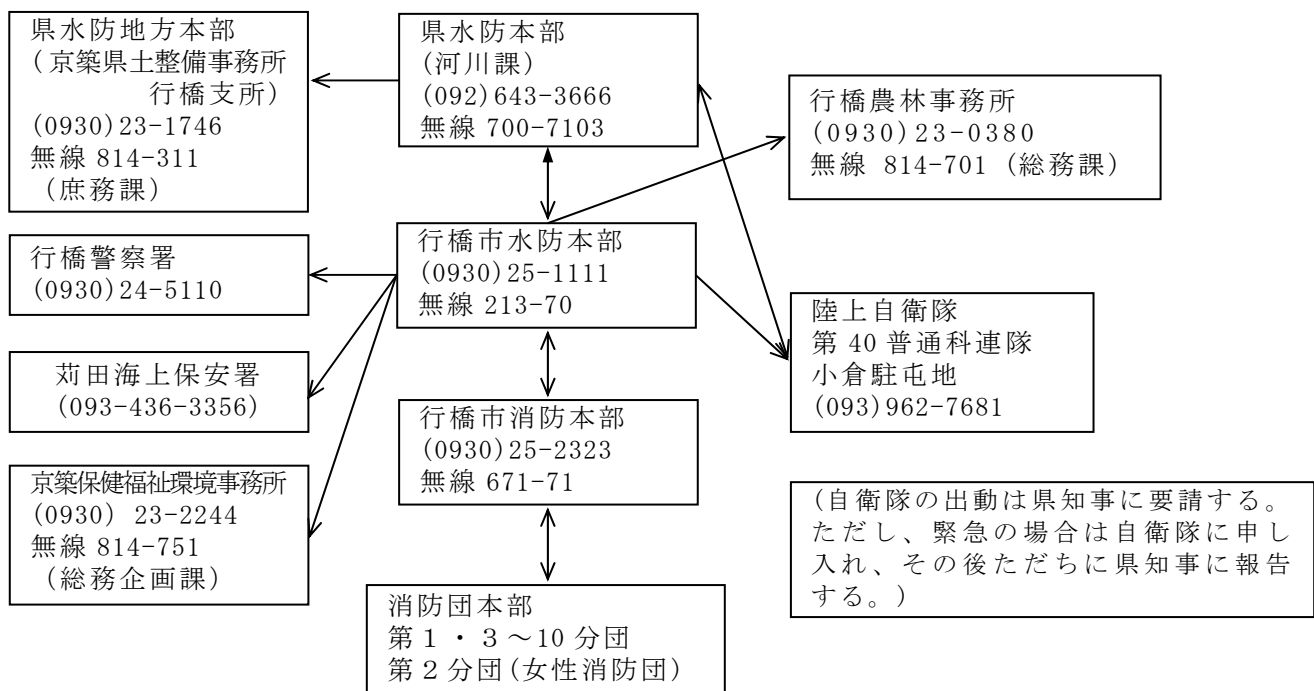 県水防地方本部
(京築県土整備事務所
行橋支所)
(0930)23-1746
無線 814-311
(庶務課)
県水防本部
(河川課)
(092)643-3666
無線 700-7103
行橋農林事務所
(0930)23-0380
無線 814-701 (総務課)
行橋警察署
(0930)24-5110
行橋市水防本部
(0930)25-1111
無線 213-70
陸上自衛隊
第 40 普通科連隊
小倉駐屯地
(093)962-7681
苅田海上保安署
(093-436-3356)
行橋市消防本部
(0930)25-2323
無線 671-71
京築保健福祉環境事務所
(0930) 23-2244
無線 814-751
(総務企画課)
(自衛隊の出動は県知事に要請する。
ただし、緊急の場合は自衛隊に申し
入れ、その後ただちに県知事に報告
する。)
消防団本部
第1・3～10 分団
第2分団(女性消防団)